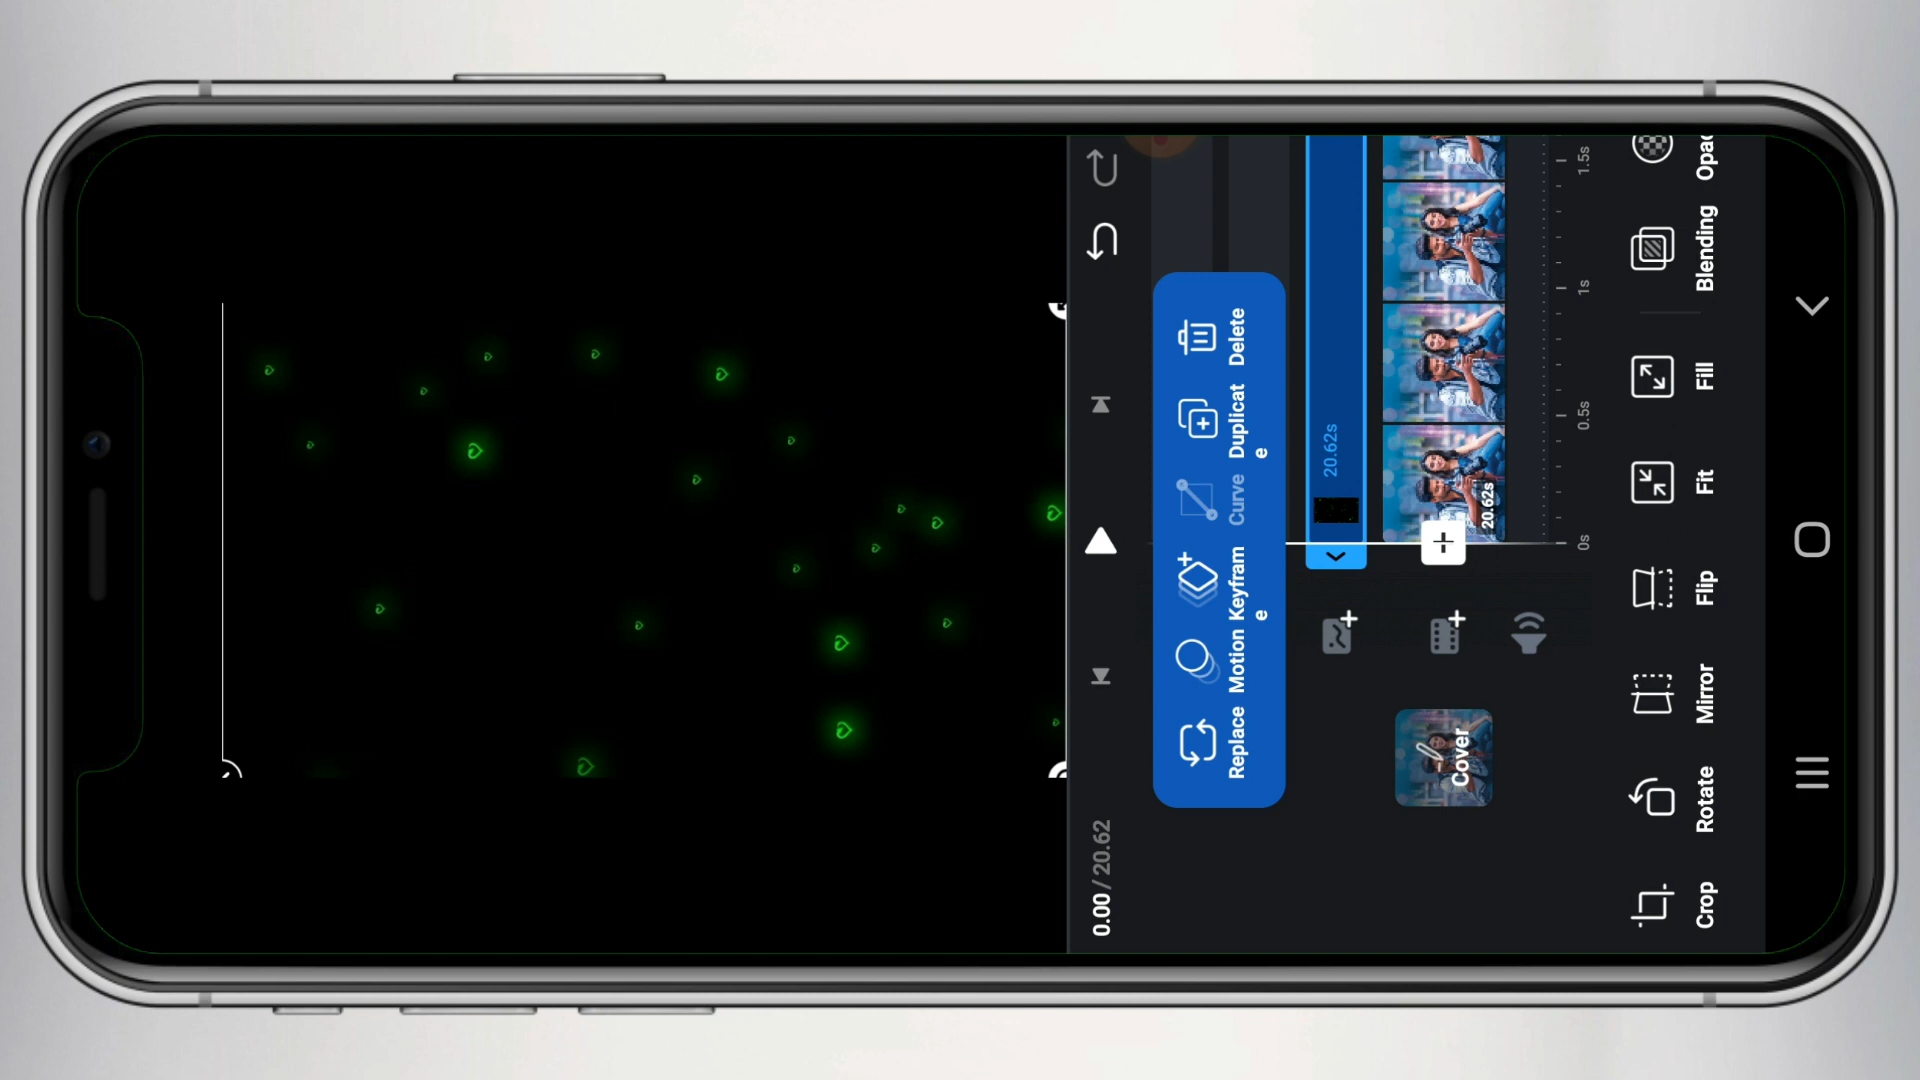 0.00 / 20.62
Replace
Motion
Keyfram
e
Curve
Duplicat
e
Delete
20.62s
Cover
20.62s
0s
0.5s
1s
1.5s
Crop
Rotate
Mirror
Flip
Fit
Fill
Blending
Opac